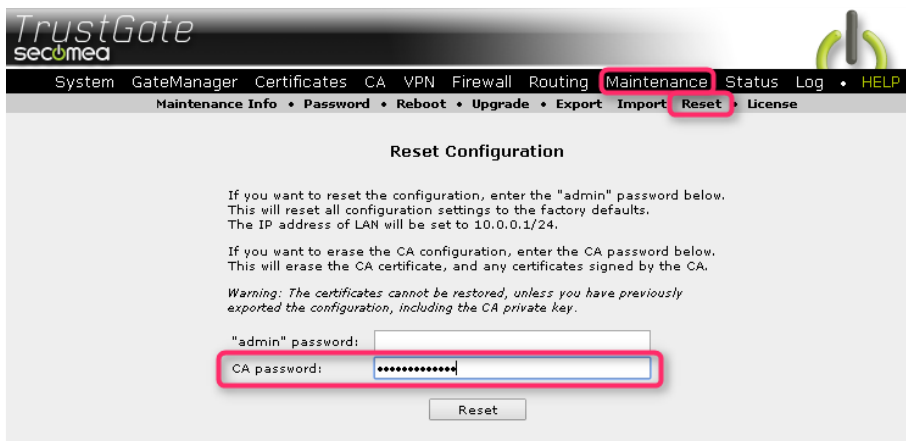 TrustGate
secomea
System GateManager Certificates CA VPN Firewall Routing Maintenance Status Log • HELP
Maintenance Info • Password • Reboot • Upgrade • Export Import Reset • License
Reset Configuration
If you want to reset the configuration, enter the "admin" password below.
This will reset all configuration settings to the factory defaults.
The IP address of LAN will be set to 10.0.0.1/24.
If you want to erase the CA configuration, enter the CA password below.
This will erase the CA certificate, and any certificates signed by the CA.
Warning: The certificates cannot be restored, unless you have previously
exported the configuration, including the CA private key.
"admin" password:
CA password: •••••••••••••
Reset